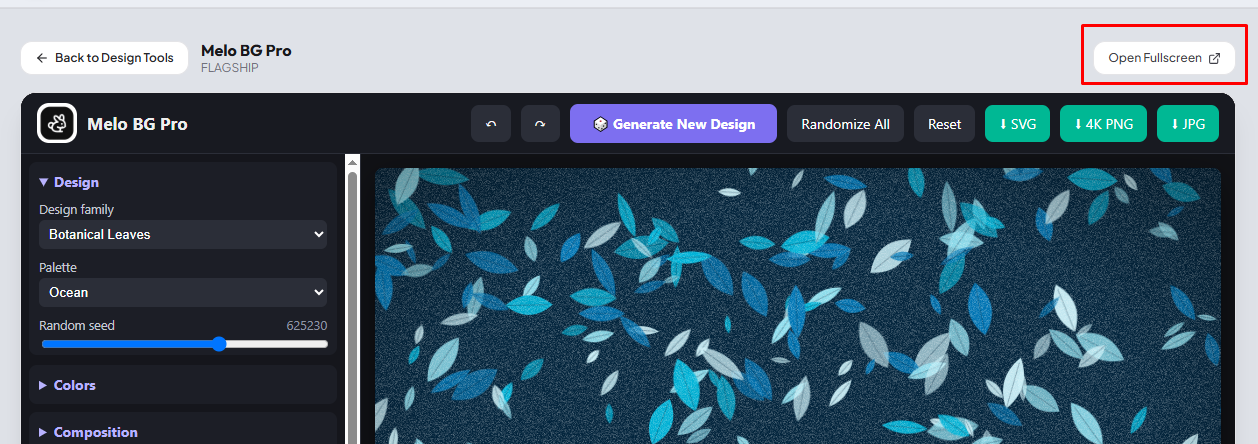 ← Back to Design Tools
Melo BG Pro
FLAGSHIP
Open Fullscreen
Melo BG Pro
↶
↷
🎲 Generate New Design
Randomize All
Reset
⬇ SVG
⬇ 4K PNG
⬇ JPG
▼ Design
Design family
Botanical Leaves
Palette
Ocean
Random seed 625230
▶ Colors
▶ Composition